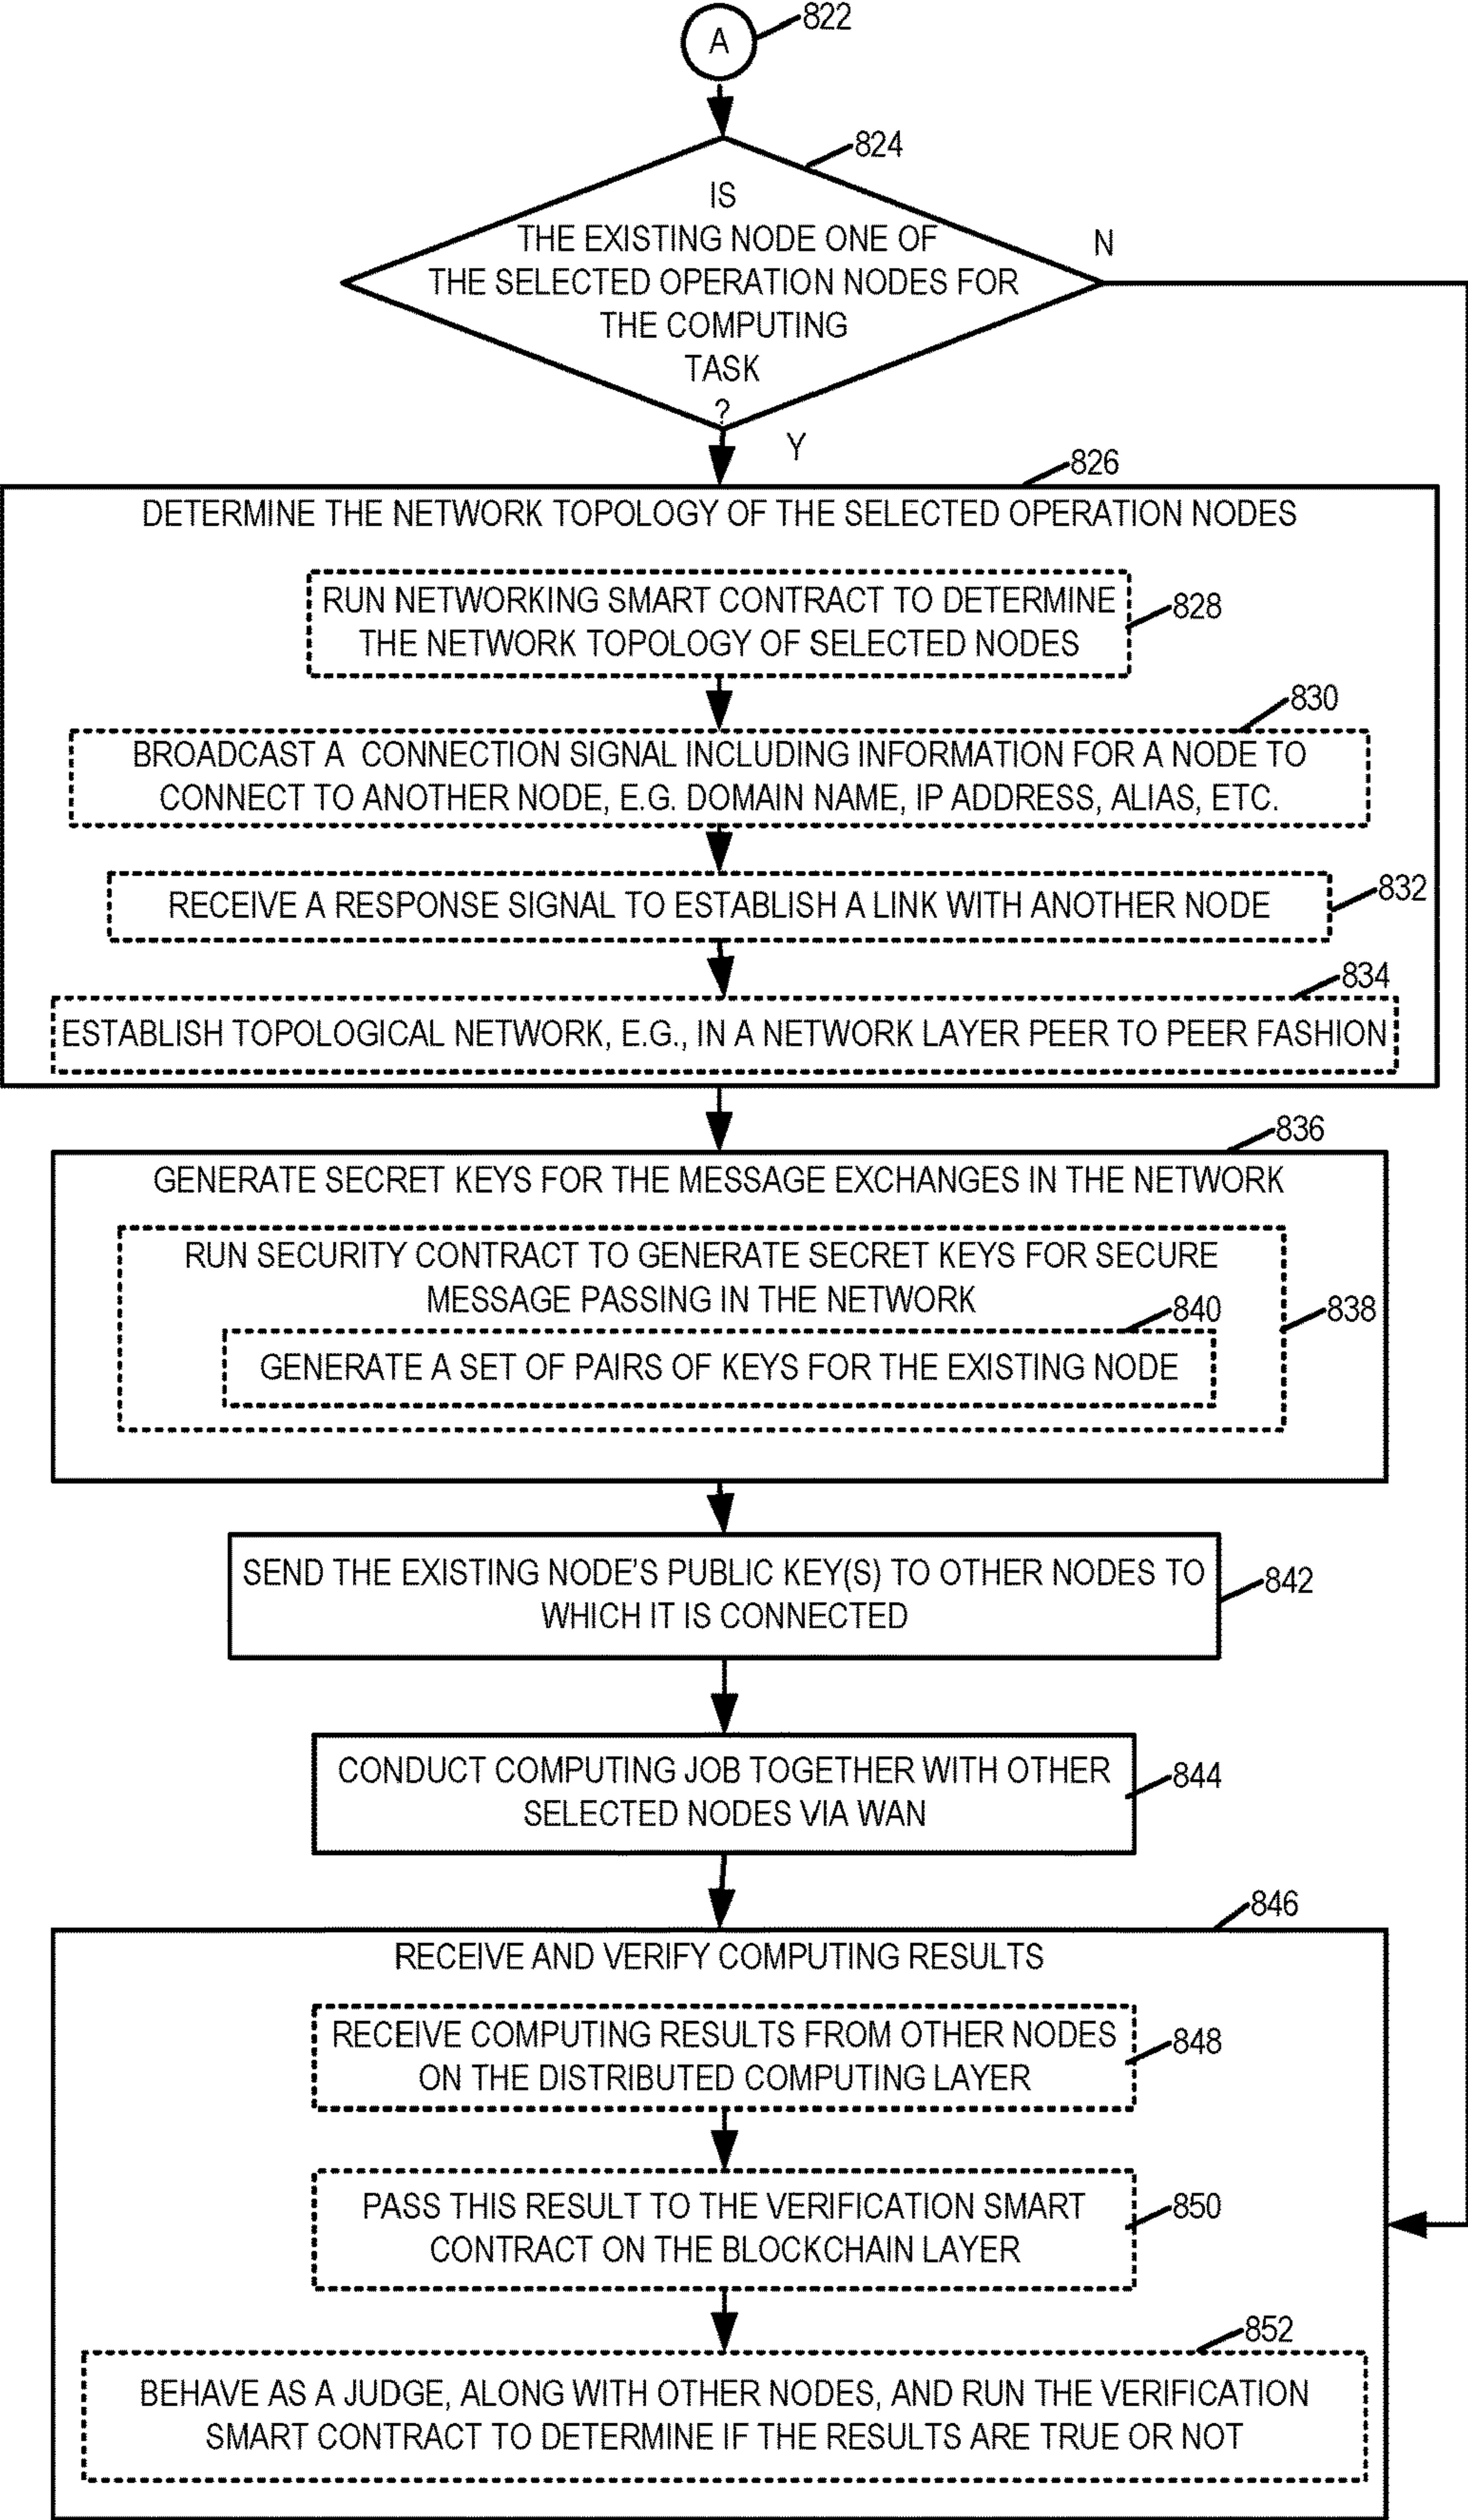 A
822
824
IS
THE EXISTING NODE ONE OF
THE SELECTED OPERATION NODES FOR
THE COMPUTING
TASK
?
N
Y
826
DETERMINE THE NETWORK TOPOLOGY OF THE SELECTED OPERATION NODES
RUN NETWORKING SMART CONTRACT TO DETERMINE
THE NETWORK TOPOLOGY OF SELECTED NODES
828
830
BROADCAST A CONNECTION SIGNAL INCLUDING INFORMATION FOR A NODE TO
CONNECT TO ANOTHER NODE, E.G. DOMAIN NAME, IP ADDRESS, ALIAS, ETC.
RECEIVE A RESPONSE SIGNAL TO ESTABLISH A LINK WITH ANOTHER NODE
832
834
ESTABLISH TOPOLOGICAL NETWORK, E.G., IN A NETWORK LAYER PEER TO PEER FASHION
836
GENERATE SECRET KEYS FOR THE MESSAGE EXCHANGES IN THE NETWORK
RUN SECURITY CONTRACT TO GENERATE SECRET KEYS FOR SECURE
MESSAGE PASSING IN THE NETWORK
840
838
GENERATE A SET OF PAIRS OF KEYS FOR THE EXISTING NODE
SEND THE EXISTING NODE'S PUBLIC KEY(S) TO OTHER NODES TO
WHICH IT IS CONNECTED
842
CONDUCT COMPUTING JOB TOGETHER WITH OTHER
SELECTED NODES VIA WAN
844
846
RECEIVE AND VERIFY COMPUTING RESULTS
RECEIVE COMPUTING RESULTS FROM OTHER NODES
ON THE DISTRIBUTED COMPUTING LAYER
848
PASS THIS RESULT TO THE VERIFICATION SMART
CONTRACT ON THE BLOCKCHAIN LAYER
850
852
BEHAVE AS A JUDGE, ALONG WITH OTHER NODES, AND RUN THE VERIFICATION
SMART CONTRACT TO DETERMINE IF THE RESULTS ARE TRUE OR NOT